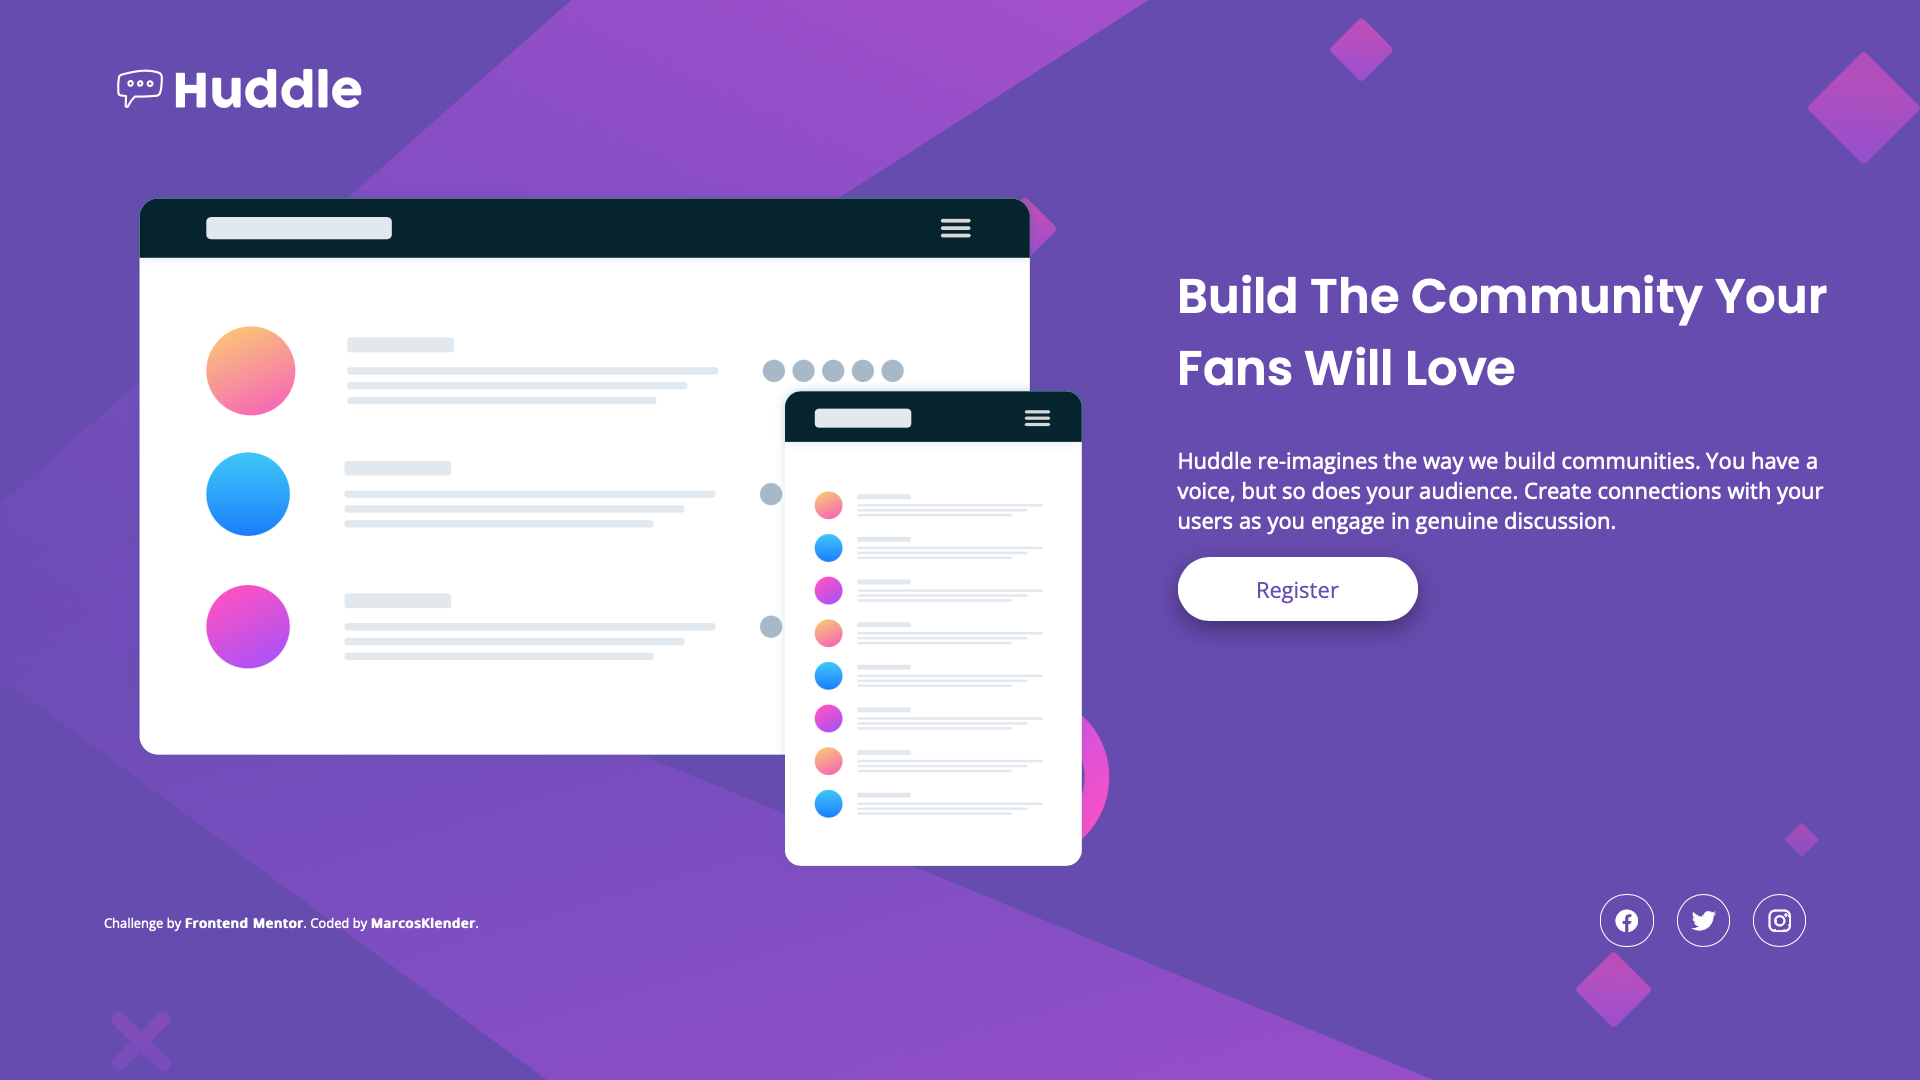 Huddle
Build The Community Your
Fans Will Love
Huddle re-imagines the way we build communities. You have a
voice, but so does your audience. Create connections with your
users as you engage in genuine discussion.
Register
Challenge by Frontend Mentor. Coded by MarcosKlender.